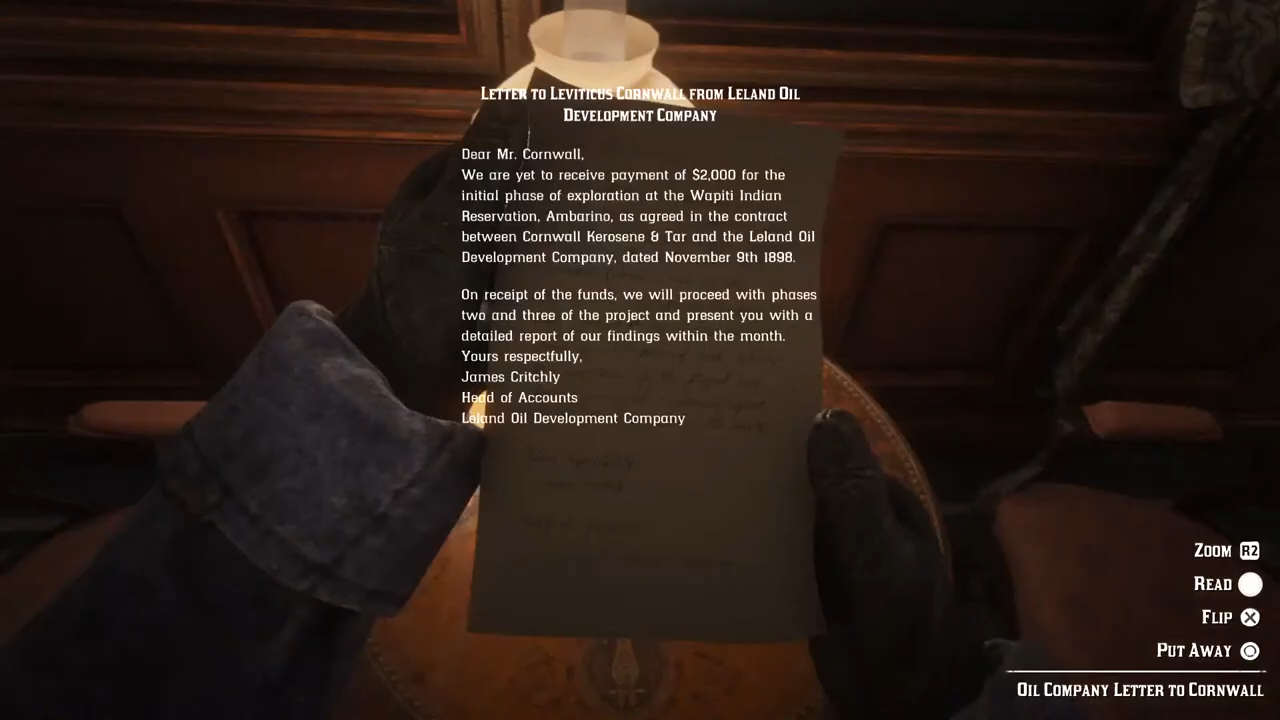 Letter to Leviticus Cornwall from Leland Oil
Development Company
Dear Mr. Cornwall,
We are yet to receive payment of $2,000 for the
initial phase of exploration at the Wapiti Indian
Reservation, Ambarino, as agreed in the contract
between Cornwall Kerosene & Tar and the Leland Oil
Development Company, dated November 9th 1898.
On receipt of the funds, we will proceed with phases
two and three of the project and present you with a
detailed report of our findings within the month.
Yours respectfully,
James Critchly
Head of Accounts
Leland Oil Development Company
Zoom R2
Read
Flip
Put Away
Oil Company Letter to Cornwall